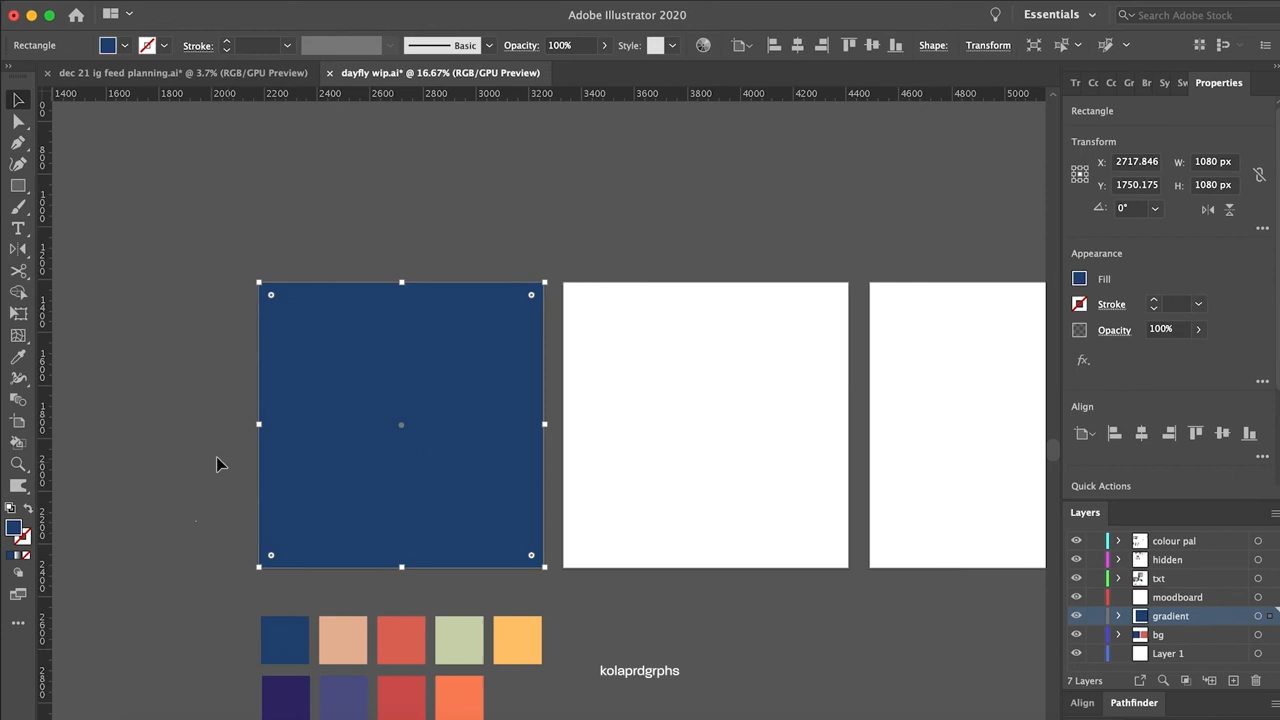 Adobe Illustrator 2020
Essentials
Search Adobe Stock
Rectangle
Stroke:
Basic
Opacity:
100%
Style:
Shape:
Transform
dec 21 ig feed planning.ai* @ 3.7% (RGB/GPU Preview)
dayfly wip.ai* @ 16.67% (RGB/GPU Preview)
Tr
Cc
Cc
Gr
Br
Sy
Sw
Properties
1400 1600 1800 2000 2200 2400 2600 2800 3000 3200 3400 3600 3800 4000 4200 4400 4600 4800 5000
Rectangle
Transform
X: 2717.846 W: 1080 px
Y: 1750.175 H: 1080 px
0°
Appearance
Fill
Stroke
Opacity 100%
fx.
Align
Quick Actions
Layers
colour pal
hidden
txt
moodboard
gradient
bg
Layer 1
7 Layers
Align
Pathfinder
kolaprdgrphs